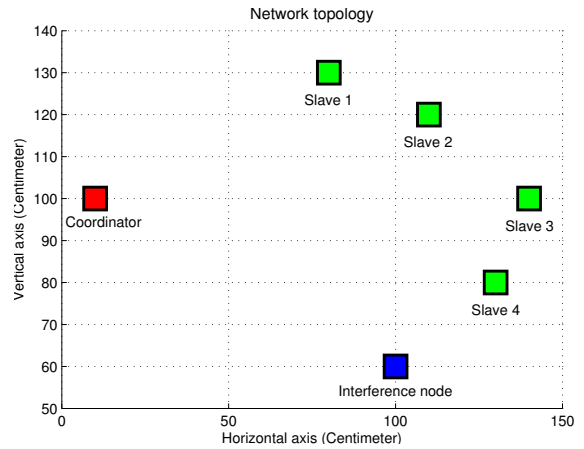 Network topology
140
130
120
110
100
90
80
70
60
50
Vertical axis (Centimeter)
Slave 1
Slave 2
Coordinator
Slave 3
Slave 4
Interference node
0
50
100
150
Horizontal axis (Centimeter)